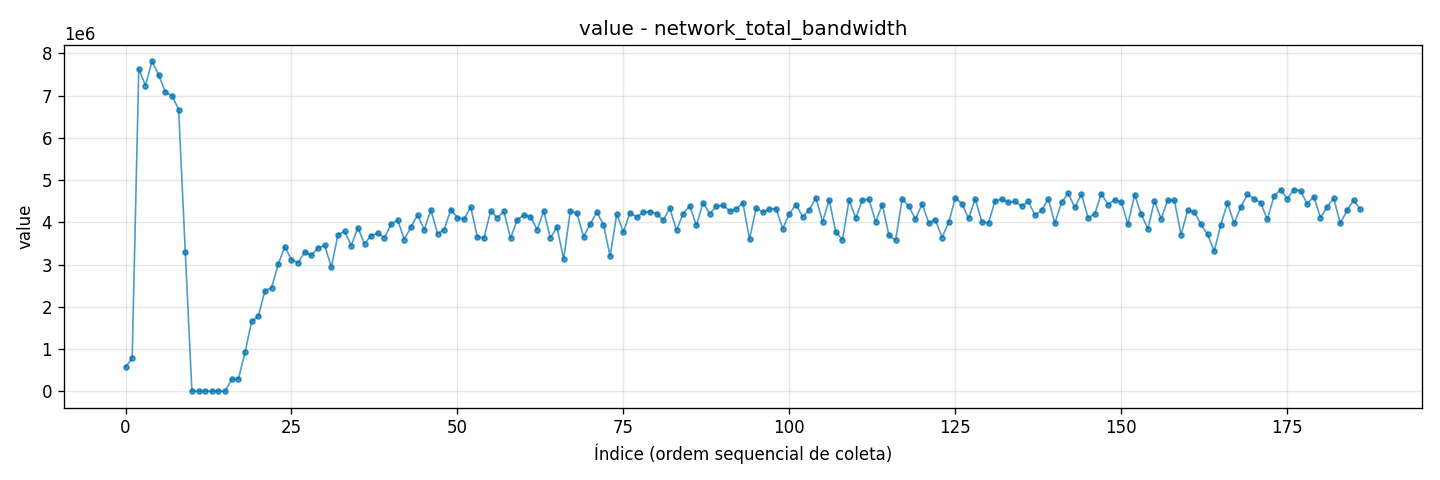 value - network_total_bandwidth
1e6
8
7
6
5
4
3
2
1
0
value
0 25 50 75 100 125 150 175
Índice (ordem sequencial de coleta)